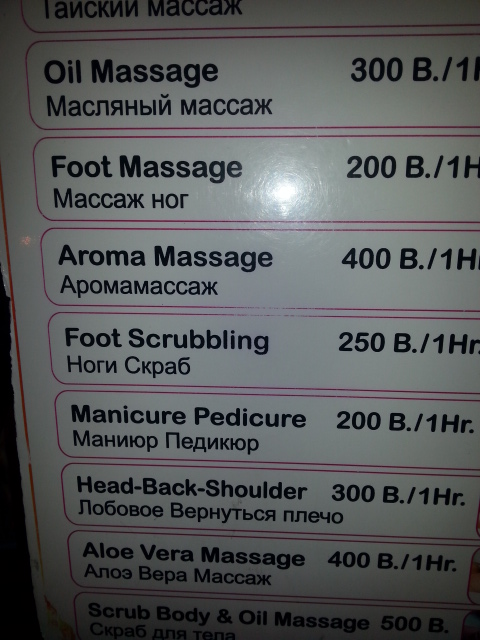 Тайский массаж
Oil Massage 300 B./1H
Масляный массаж
Foot Massage 200 B./1H
Массаж ног
Aroma Massage 400 B./1Hr
Аромамассаж
Foot Scrubbling 250 B./1Hr.
Ноги Скраб
Manicure Pedicure 200 B./1Hr.
Маниюр Педикюр
Head-Back-Shoulder 300 B./1Hr.
Лобовое Вернуться плечо
Aloe Vera Massage 400 B./1Hr.
Алоэ Вера Массаж
Scrub Body & Oil Massage 500 B.
Скраб для тела